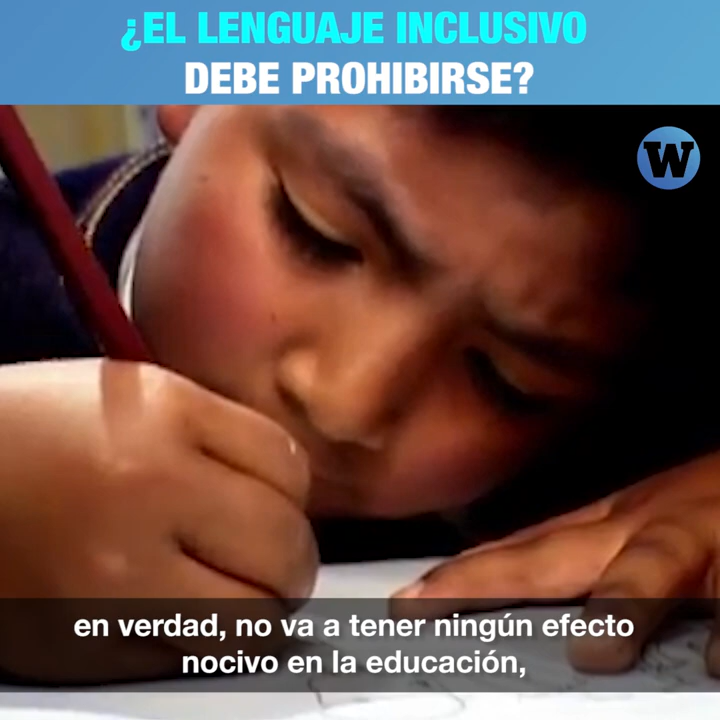 ¿EL LENGUAJE INCLUSIVO
DEBE PROHIBIRSE?
W
en verdad, no va a tener ningún efecto
nocivo en la educación,